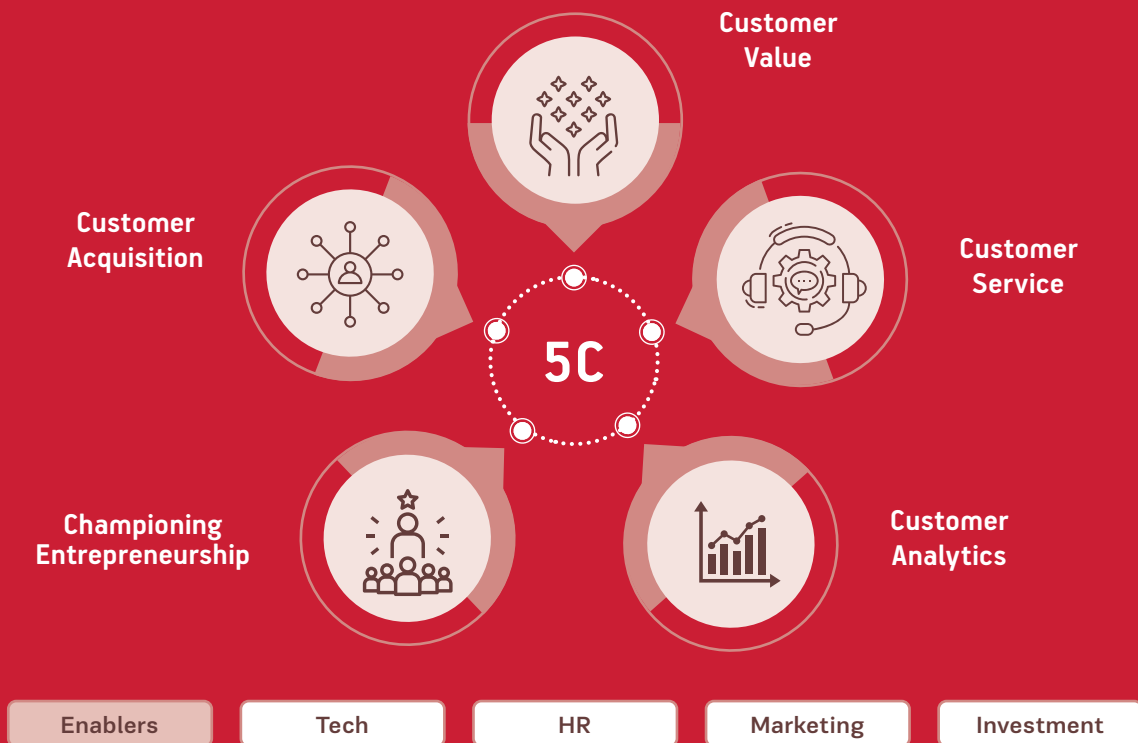 Customer
Value
Customer
Acquisition
Customer
Service
5C
Championing
Entrepreneurship
Customer
Analytics
Enablers
Tech
HR
Marketing
Investment